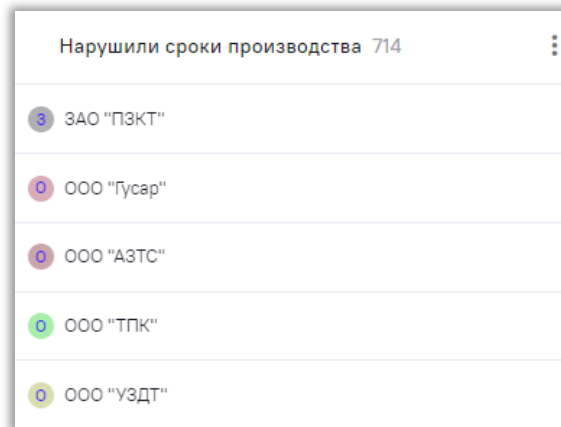 Нарушили сроки производства 714
З ЗАО "ПЗКТ"
О ООО "Гусар"
О ООО "АЗТС"
О ООО "ТПК"
О ООО "УЗДТ"